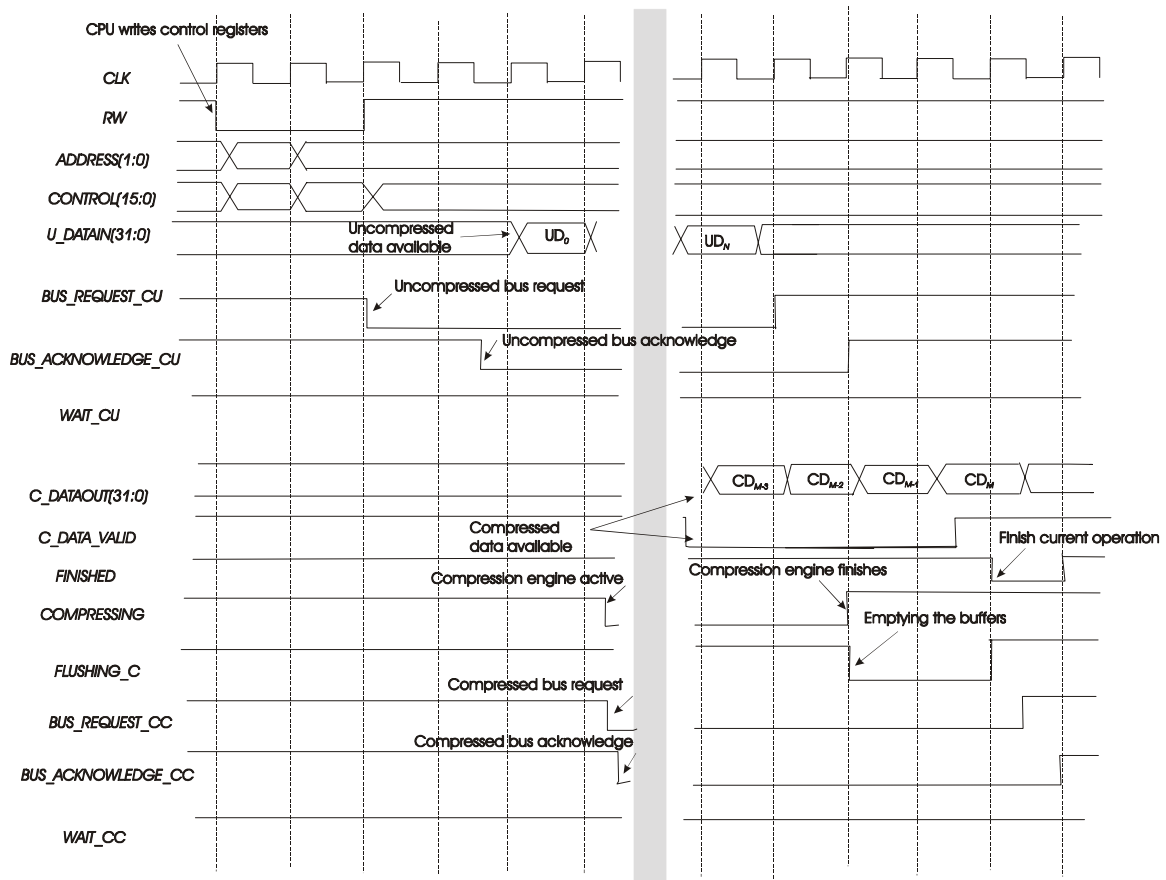 CPU writes control registers
CLK
RW
ADDRESS(1:0)
CONTROL(15:0)
U_DATAIN(31:0)
Uncompressed
data available
UD0
UDN
BUS_REQUEST_CU
Uncompressed bus request
Uncompressed bus acknowledge
BUS_ACKNOWLEDGE_CU
WAIT_CU
C_DATAOUT(31:0)
CDM-3
CDM-2
CDM-1
CDM
Compressed
data available
C_DATA_VALID
Finish current operation
FINISHED
Compression engine active
Compression engine finishes
COMPRESSING
Emptying the buffers
FLUSHING_C
Compressed bus request
BUS_REQUEST_CC
Compressed bus acknowledge
BUS_ACKNOWLEDGE_CC
WAIT_CC